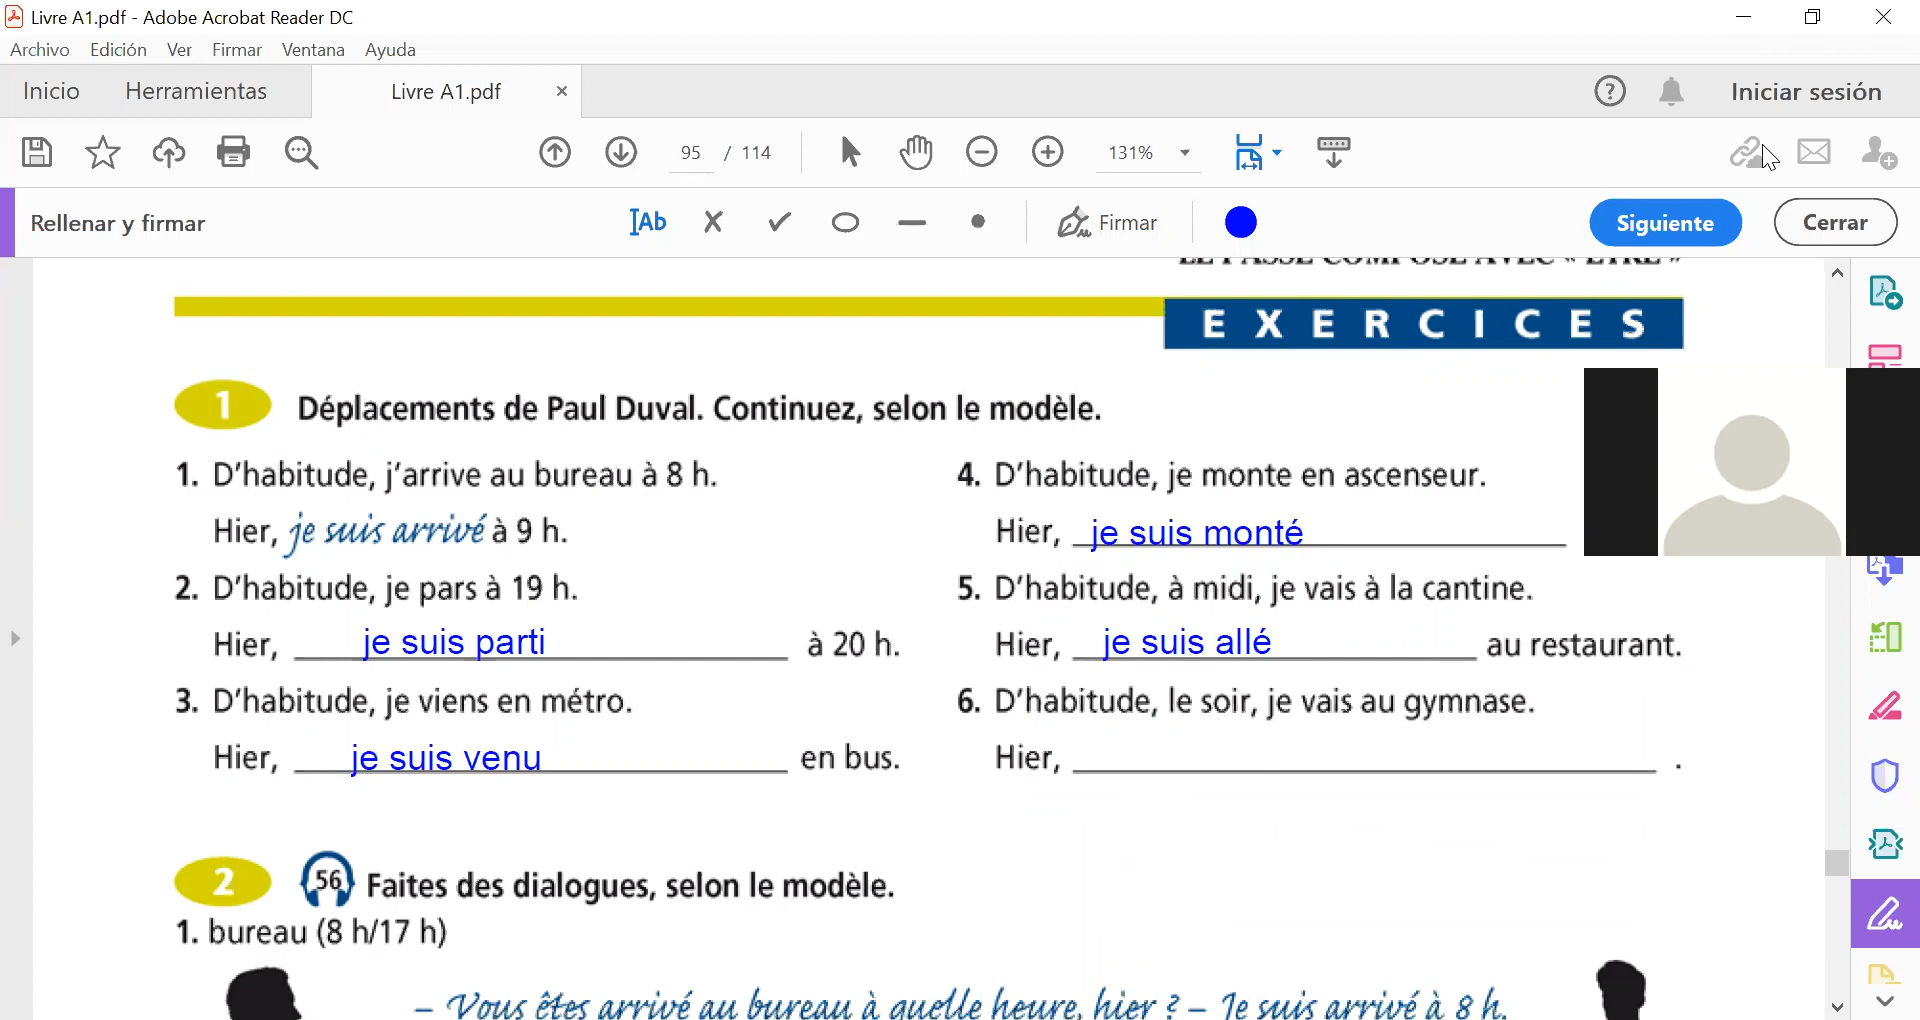 Livre A1.pdf - Adobe Acrobat Reader DC
Archivo Edición Ver Firmar Ventana Ayuda
Inicio Herramientas Livre A1.pdf × Iniciar sesión
95 / 114 131%
Rellenar y firmar Ab Firmar Siguiente Cerrar
LE PASSÉ COMPOSÉ AVEC « ÊTRE »
EXERCICES
1 Déplacements de Paul Duval. Continuez, selon le modèle.
1. D'habitude, j'arrive au bureau à 8 h.
Hier, je suis arrivé à 9 h.
2. D'habitude, je pars à 19 h.
Hier, je suis parti à 20 h.
3. D'habitude, je viens en métro.
Hier, je suis venu en bus.
4. D'habitude, je monte en ascenseur.
Hier, je suis monté
5. D'habitude, à midi, je vais à la cantine.
Hier, je suis allé au restaurant.
6. D'habitude, le soir, je vais au gymnase.
Hier, .
2 56 Faites des dialogues, selon le modèle.
1. bureau (8 h/17 h)
– Vous êtes arrivé au bureau à quelle heure, hier ? – Je suis arrivé à 8 h.